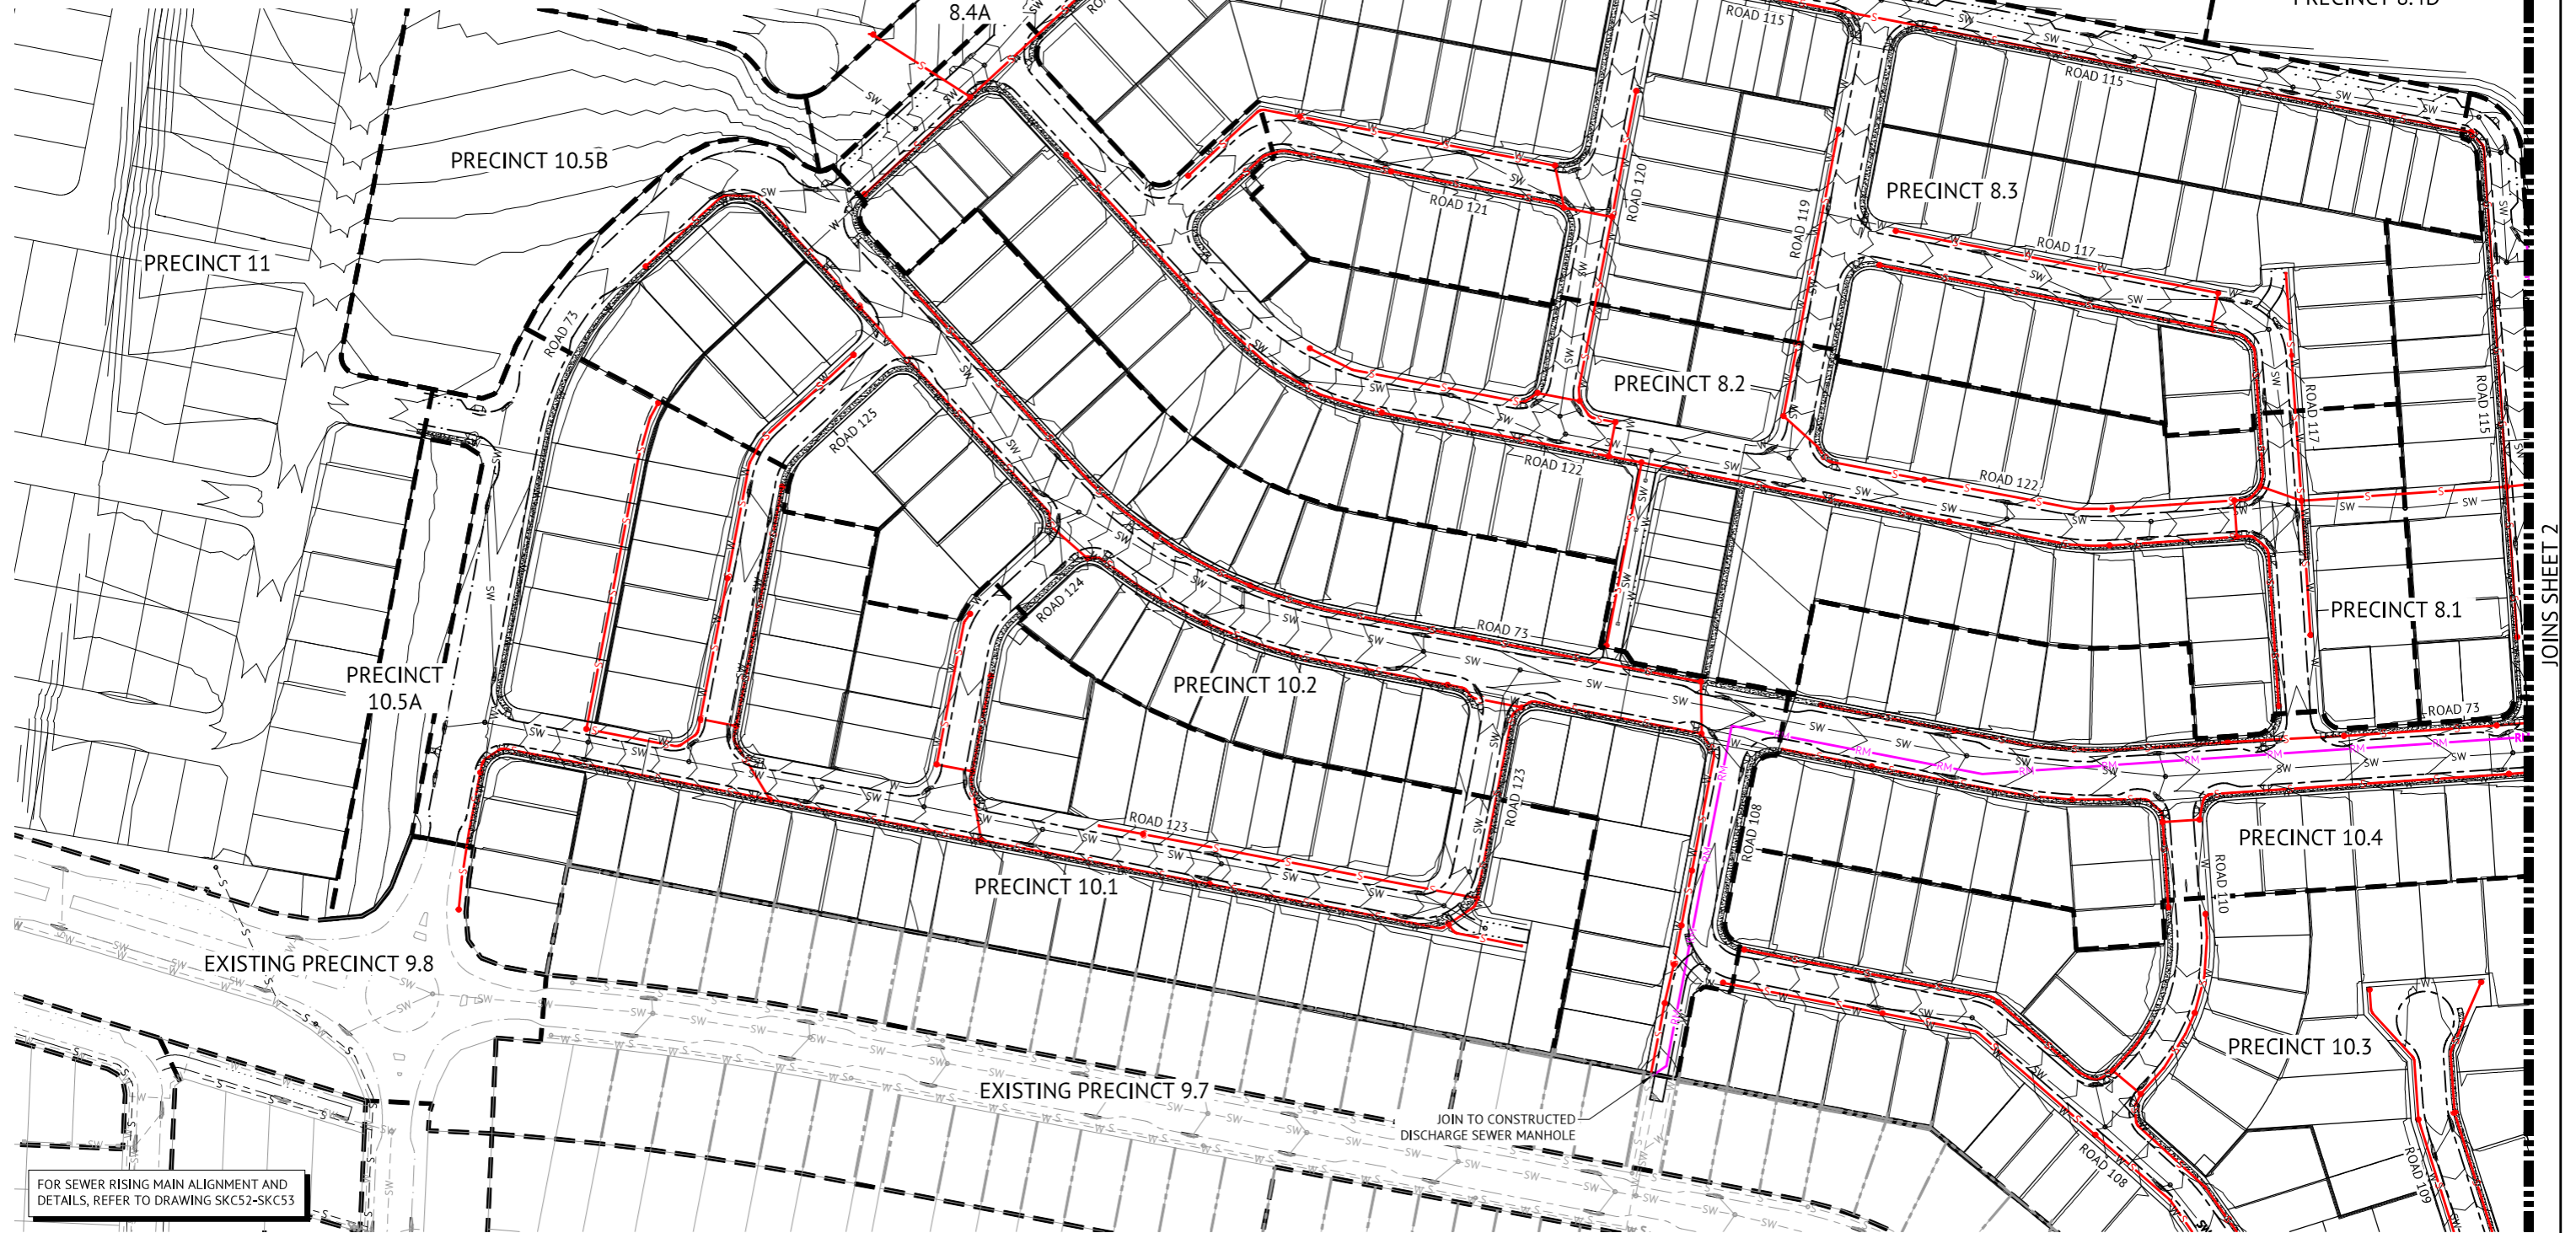 8.4A
ROAD 115
PRECINCT 8.4D
ROAD 115
PRECINCT 10.5B
PRECINCT 8.3
ROAD 120
ROAD 121
ROAD 119
ROAD 117
PRECINCT 11
ROAD 73
PRECINCT 8.2
ROAD 125
ROAD 117
ROAD 115
ROAD 122
ROAD 122
JOINS SHEET 2
ROAD 124
PRECINCT 8.1
ROAD 73
PRECINCT
10.5A
PRECINCT 10.2
ROAD 73
ROAD 123
ROAD 123
ROAD 108
PRECINCT 10.4
PRECINCT 10.1
ROAD 110
EXISTING PRECINCT 9.8
PRECINCT 10.3
EXISTING PRECINCT 9.7
JOIN TO CONSTRUCTED
DISCHARGE SEWER MANHOLE
ROAD 108
ROAD 109
FOR SEWER RISING MAIN ALIGNMENT AND
DETAILS, REFER TO DRAWING SKC52-SKC53
SW
W
S
RM